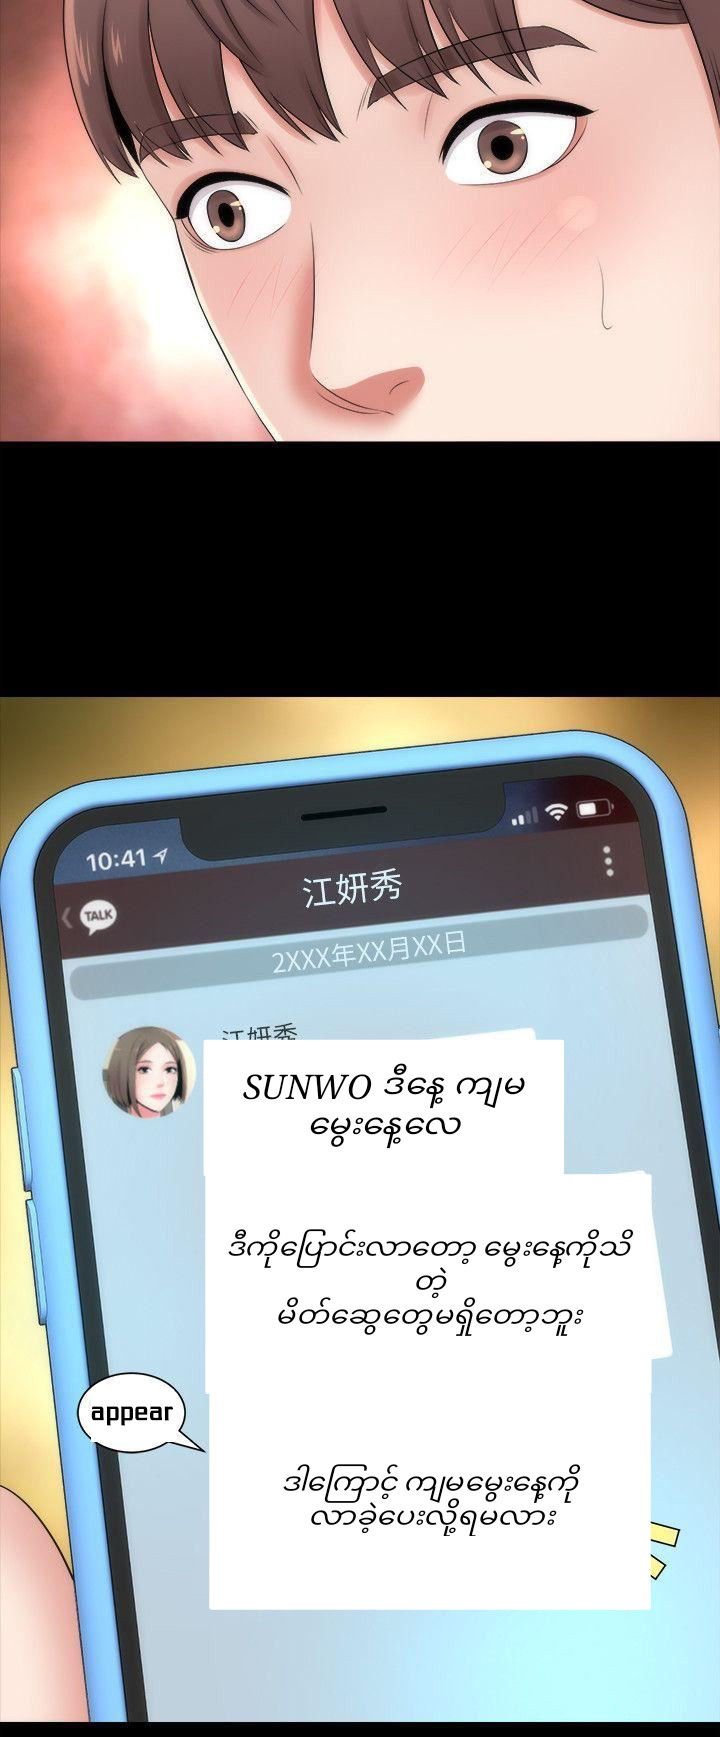 10:41
江妍秀
TALK
2XXX年XX月XX日
江妍秀
SUNWO ဒီနေ့ ကျမ
မွေးနေ့လေ
ဒီကိုပြောင်းလာတော့ မွေးနေ့ကိုသိ
တဲ့
မိတ်ဆွေတွေမရှိတော့ဘူး
appear
ဒါကြောင့် ကျမမွေးနေ့ကို
လာခဲ့ပေးလို့ရမလား